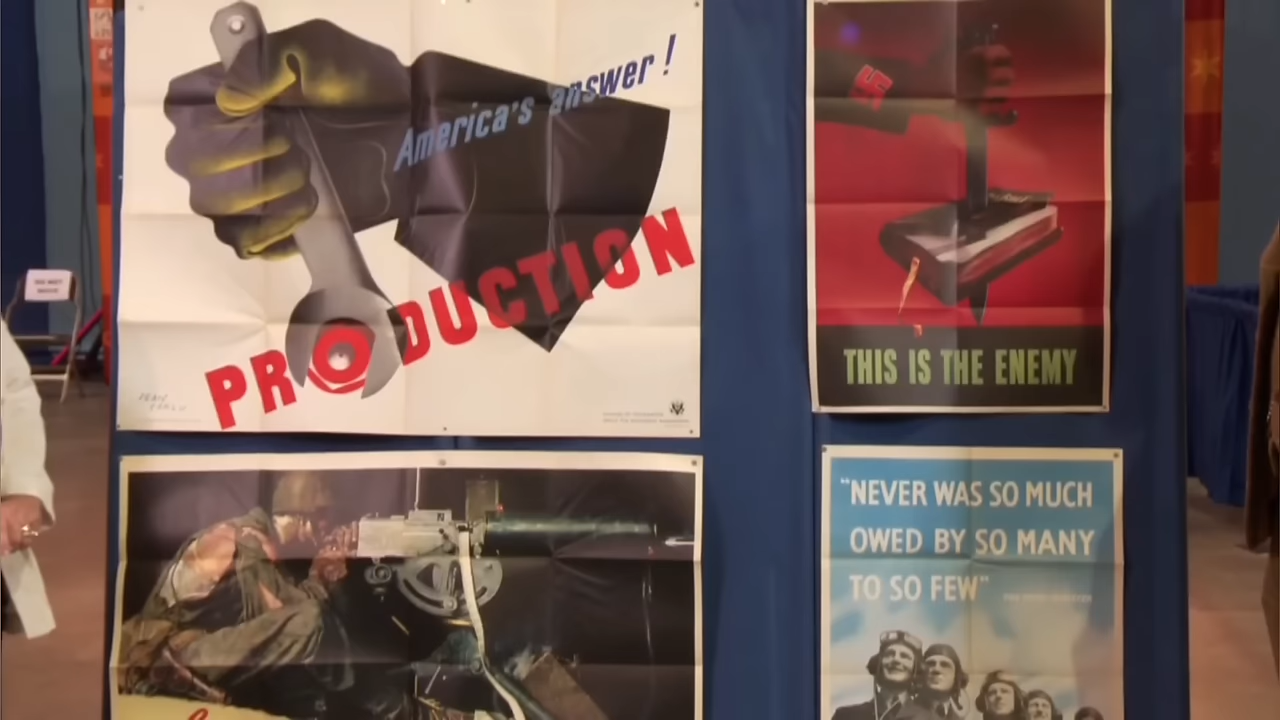 America's answer!
PRODUCTION
THIS IS THE ENEMY
"NEVER WAS SO MUCH
OWED BY SO MANY
TO SO FEW"